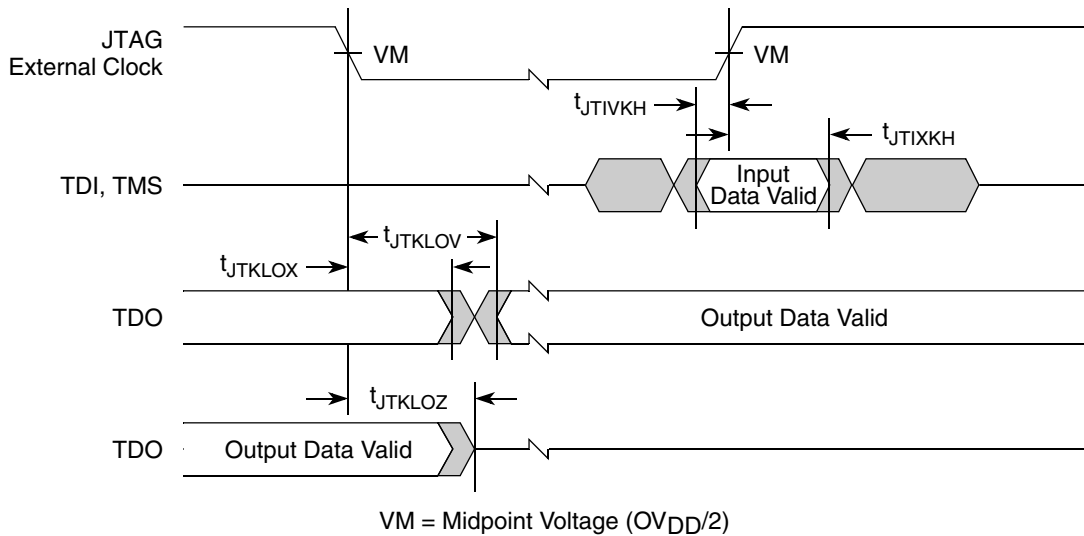 JTAG
External Clock
VM
VM
tJTIVKH
tJTIXKH
TDI, TMS
Input
Data Valid
tJTKLOV
tJTKLOX
TDO
Output Data Valid
tJTKLOZ
TDO
Output Data Valid
VM = Midpoint Voltage (OVDD/2)